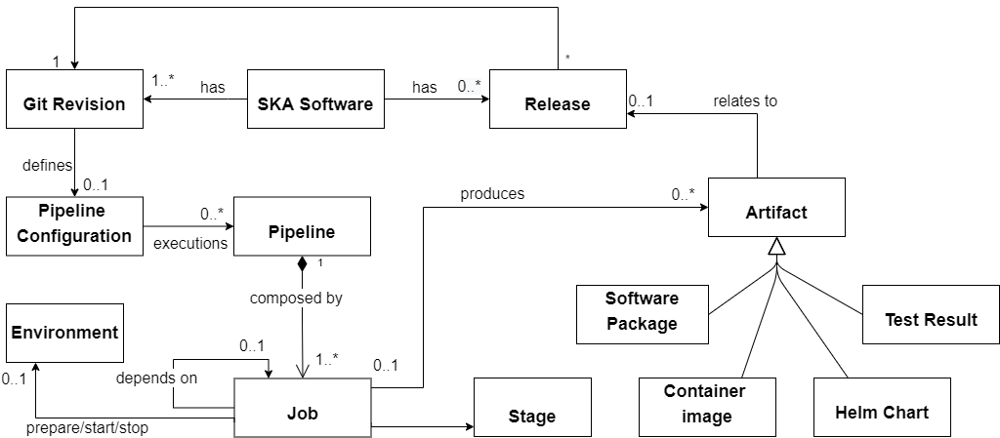 1
*
1..*
has
has
0..*
Git Revision
SKA Software
Release
0..1
relates to
defines
0..1
produces
0..*
Pipeline
Configuration
0..*
executions
Pipeline
Artifact
1
composed by
Software
Package
Test Result
Environment
0..1
1..*
0..1
depends on
0..1
prepare/start/stop
Job
Stage
Container
image
Helm Chart